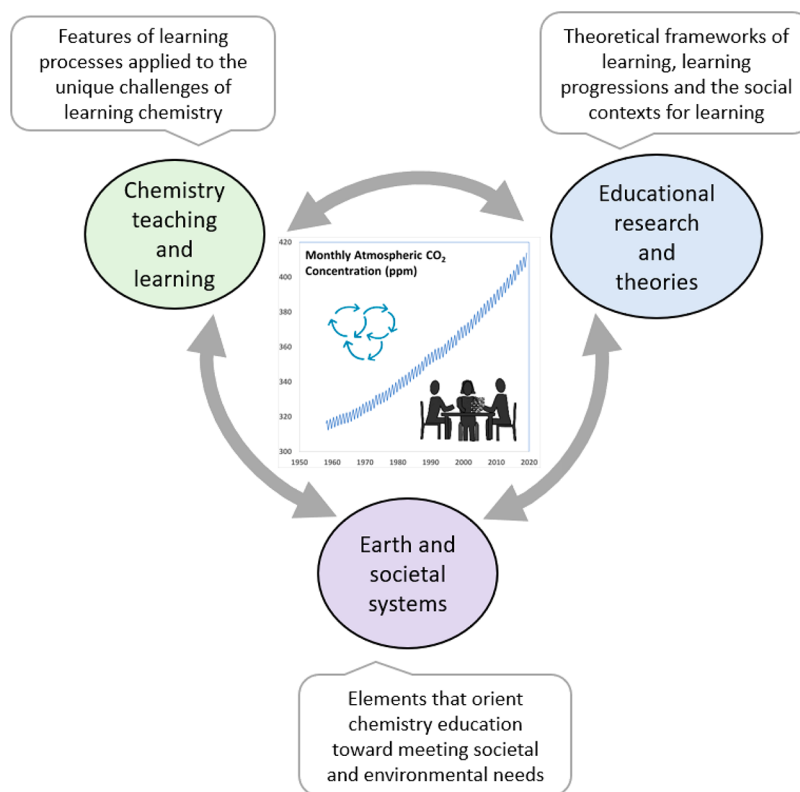 Features of learning
processes applied to the
unique challenges of
learning chemistry
Theoretical frameworks of
learning, learning
progressions and the social
contexts for learning
Chemistry
teaching
and
learning
Educational
research
and
theories
Monthly Atmospheric CO₂
Concentration (ppm)
420
400
380
360
340
320
300
1950 1960 1970 1980 1990 2000 2010 2020
Earth and
societal
systems
Elements that orient
chemistry education
toward meeting societal
and environmental needs